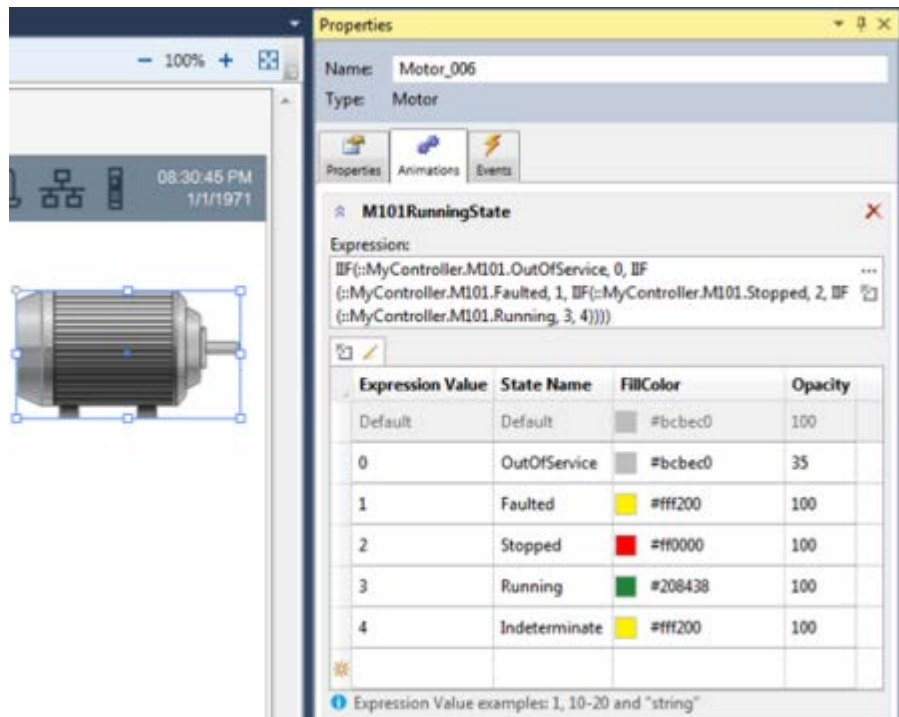 Properties
100%
Name: Motor_006
Type: Motor
Properties Animations Events
08:30:45 PM
1/1/1971
M101RunningState
Expression:
IIF(::MyController.M101.OutOfService, 0, IIF
(::MyController.M101.Faulted, 1, IIF(::MyController.M101.Stopped, 2, IIF
(::MyController.M101.Running, 3, 4))))
Expression Value State Name FillColor Opacity
Default Default #bcbec0 100
0 OutOfService #bcbec0 35
1 Faulted #fff200 100
2 Stopped #ff0000 100
3 Running #208438 100
4 Indeterminate #fff200 100
Expression Value examples: 1, 10-20 and "string"